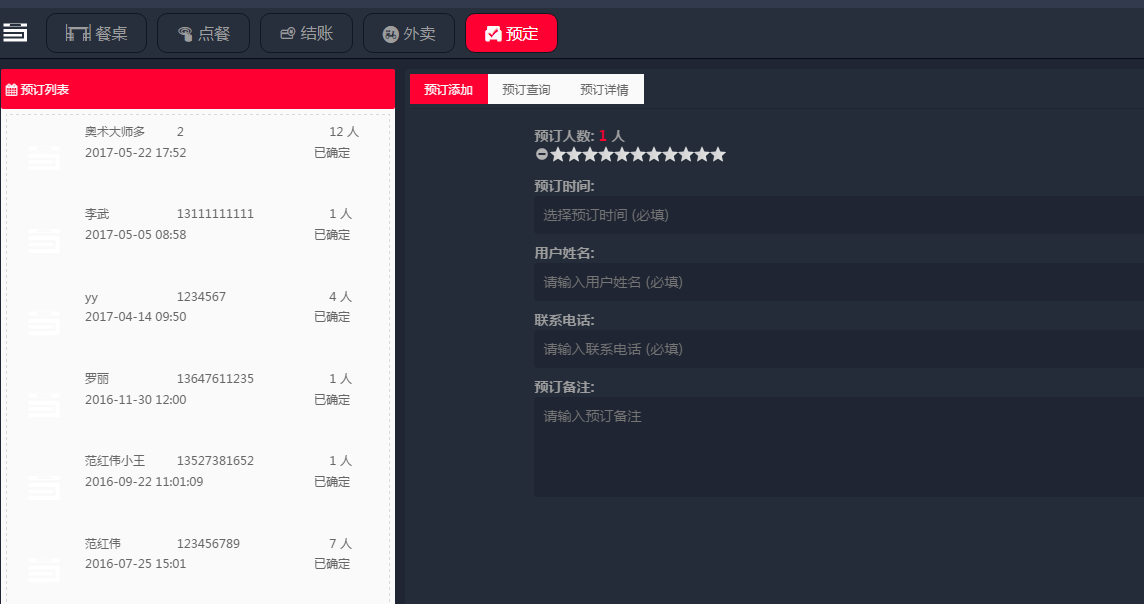 餐桌 点餐 结账 外卖 预定
预订列表
奥术大师多 2 12 人
2017-05-22 17:52 已确定
李武 13111111111 1 人
2017-05-05 08:58 已确定
yy 1234567 4 人
2017-04-14 09:50 已确定
罗丽 13647611235 1 人
2016-11-30 12:00 已确定
范红伟小王 13527381652 1 人
2016-09-22 11:01:09 已确定
范红伟 123456789 7 人
2016-07-25 15:01 已确定
预订添加 预订查询 预订详情
预订人数: 1 人
预订时间:
选择预订时间 (必填)
用户姓名:
请输入用户姓名 (必填)
联系电话:
请输入联系电话 (必填)
预订备注:
请输入预订备注